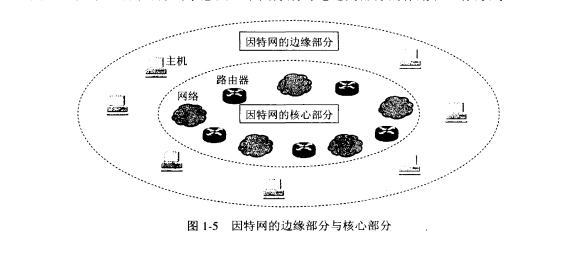 因特网的边缘部分
主机
路由器
网络
因特网的核心部分
图 1-5 因特网的边缘部分与核心部分